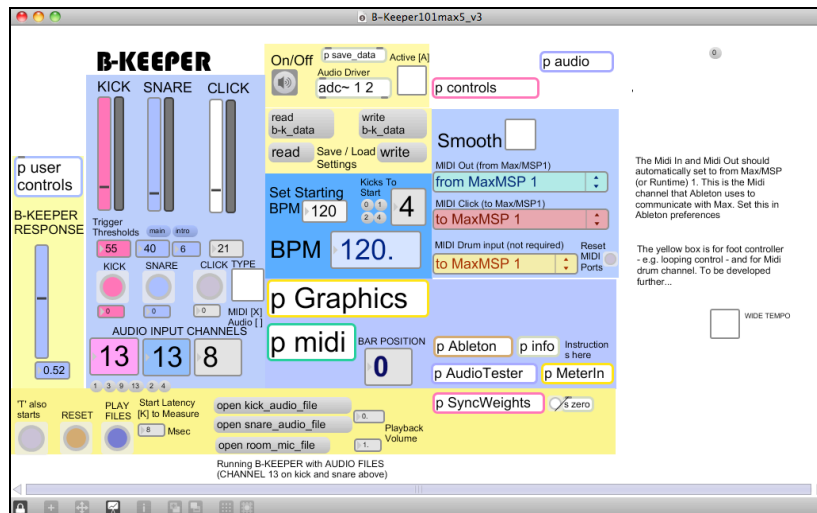 B-Keeper101max5_v3
B-KEEPER
On/Off
p save_data
Active [A]
Audio Driver
adc~ 1 2
p audio
p controls
0
KICK SNARE CLICK
read
b-k_data
write
b-k_data
read
Save / Load
Settings
write
Smooth
MIDI Out (from Max/MSP1)
from MaxMSP 1
MIDI Click (to Max/MSP1)
to MaxMSP 1
MIDI Drum input (not required)
to MaxMSP 1
Reset
MIDI
Ports
The Midi In and Midi Out should
automatically set to from Max/MSP
(or Runtime) 1. This is the Midi
channel that Ableton uses to
communicate with Max. Set this in
Ableton preferences
The yellow box is for foot controller
- e.g. looping control - and for Midi
drum channel. To be developed
further...
WIDE TEMPO
p user
controls
B-KEEPER
RESPONSE
0.52
Set Starting
BPM
120
Kicks To
Start
0 1
2 4
4
BPM
120.
Trigger
Thresholds
main
intro
55
40
6
21
KICK
SNARE
CLICK TYPE
0
0
0
MIDI [X]
Audio [ ]
AUDIO INPUT CHANNELS
13
13
8
1 3 9 13 2 4
p Graphics
p midi
BAR POSITION
0
p Ableton
p info
Instruction
s here
p AudioTester
p MeterIn
p SyncWeights
s zero
'T' also
starts
RESET
PLAY
FILES
Start Latency
[K] to Measure
8
Msec
open kick_audio_file
open snare_audio_file
open room_mic_file
0.
Playback
Volume
1.
Running B-KEEPER with AUDIO FILES
(CHANNEL 13 on kick and snare above)